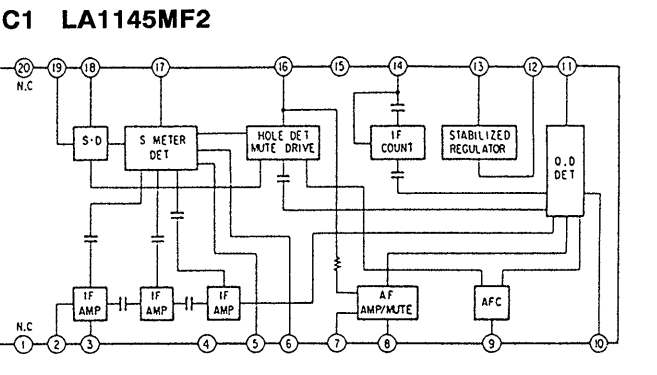 C1 LA1145MF2
20 19 18 17 16 15 14 13 12 11
N.C
S·D
S METER
DET
HOLE DET
MUTE DRIVE
IF
COUNT
STABILIZED
REGULATOR
Q.D
DET
IF
AMP
IF
AMP
IF
AMP
AF
AMP/MUTE
AFC
N.C
1 2 3 4 5 6 7 8 9 10